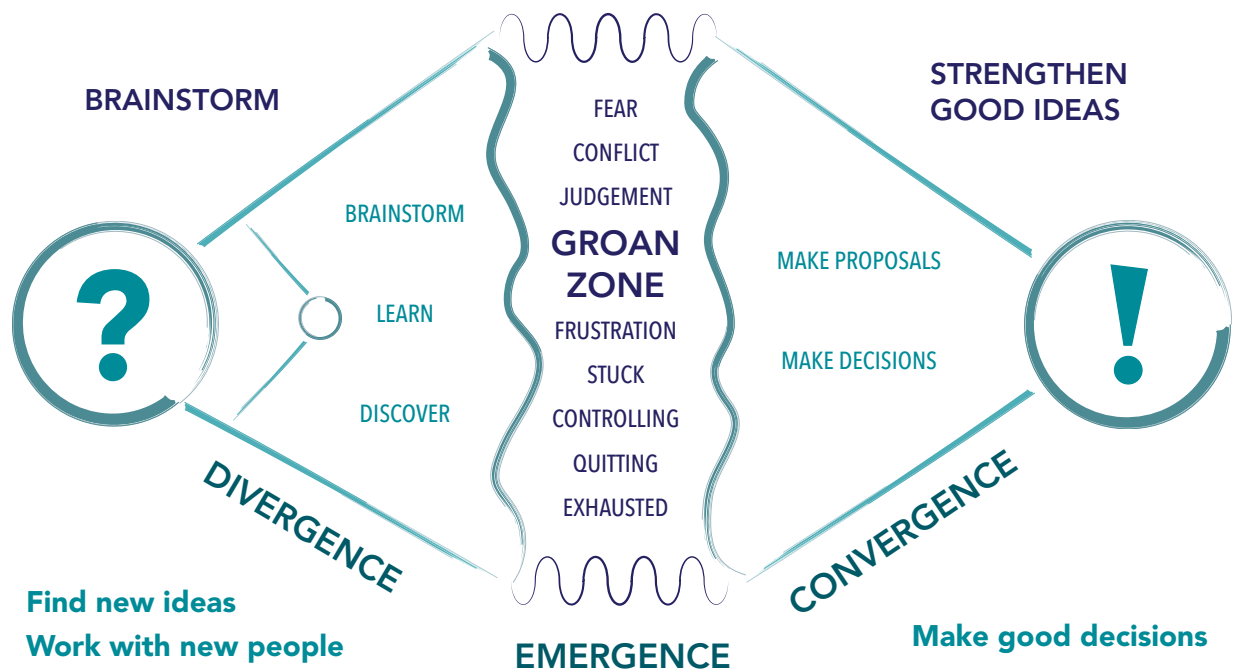 BRAINSTORM
?
BRAINSTORM
LEARN
DISCOVER
DIVERGENCE
Find new ideas
Work with new people
FEAR
CONFLICT
JUDGEMENT
GROAN
ZONE
FRUSTRATION
STUCK
CONTROLLING
QUITTING
EXHAUSTED
EMERGENCE
STRENGTHEN
GOOD IDEAS
MAKE PROPOSALS
MAKE DECISIONS
!
CONVERGENCE
Make good decisions